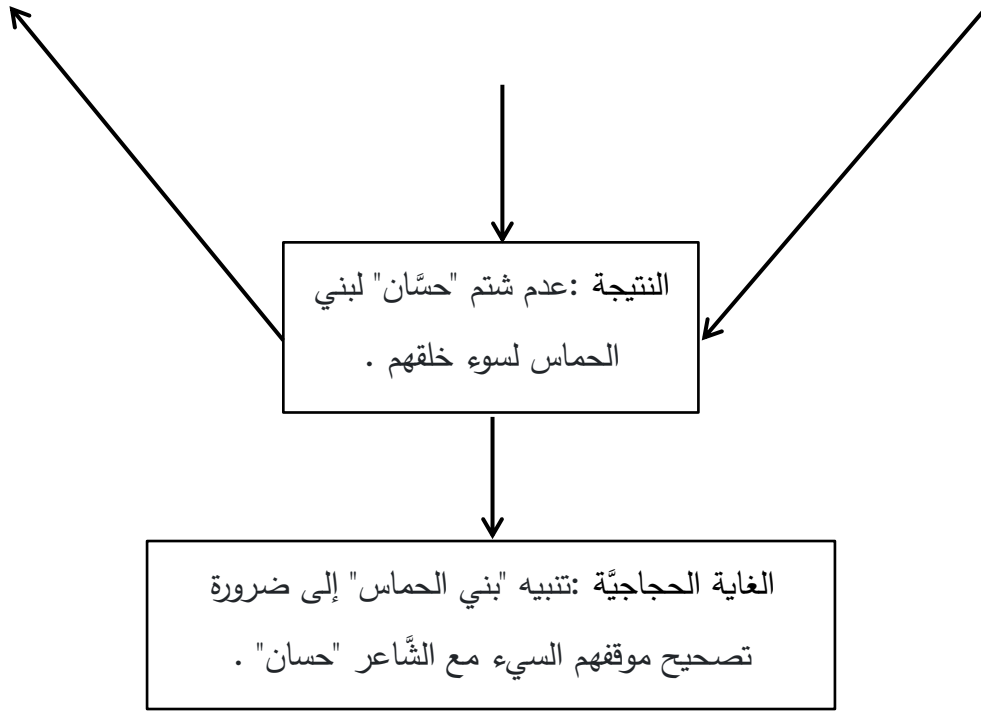 النتيجة :عدم شتم "حسَّان" لبني
الحماس لسوء خلقهم .
الغاية الحجاجيَّة :تنبيه "بني الحماس" إلى ضرورة
تصحيح موقفهم السيء مع الشَّاعر "حسان" .